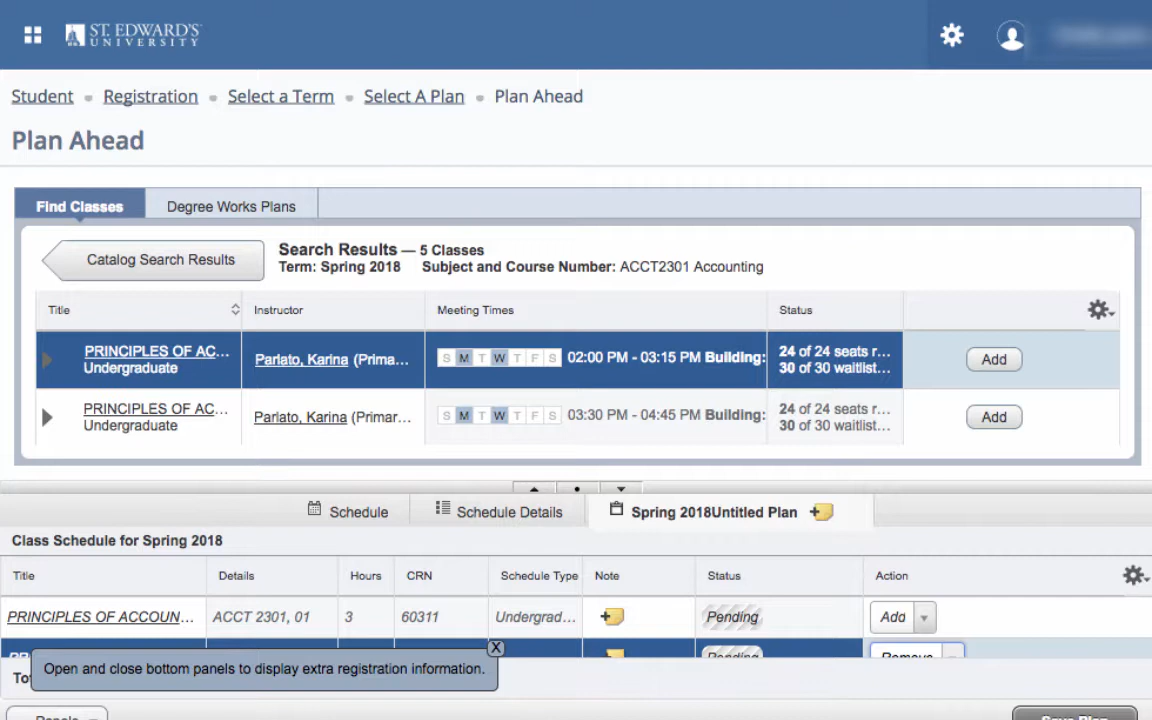 ST. EDWARD'S
UNIVERSITY
Student Registration Select a Term Select A Plan Plan Ahead
Plan Ahead
Find Classes Degree Works Plans
Catalog Search Results
Search Results — 5 Classes
Term: Spring 2018 Subject and Course Number: ACCT2301 Accounting
Title Instructor Meeting Times Status
PRINCIPLES OF AC...
Undergraduate
Parlato, Karina (Prima...
S M T W T F S 02:00 PM - 03:15 PM Building:
24 of 24 seats r...
30 of 30 waitlist...
Add
PRINCIPLES OF AC...
Undergraduate
Parlato, Karina (Primar...
S M T W T F S 03:30 PM - 04:45 PM Building:
24 of 24 seats r...
30 of 30 waitlist...
Add
Schedule Schedule Details Spring 2018Untitled Plan
Class Schedule for Spring 2018
Title Details Hours CRN Schedule Type Note Status Action
PRINCIPLES OF ACCOUN... ACCT 2301, 01 3 60311 Undergrad... Pending Add
Pending Remove
X
Open and close bottom panels to display extra registration information.
Panels Save Plan